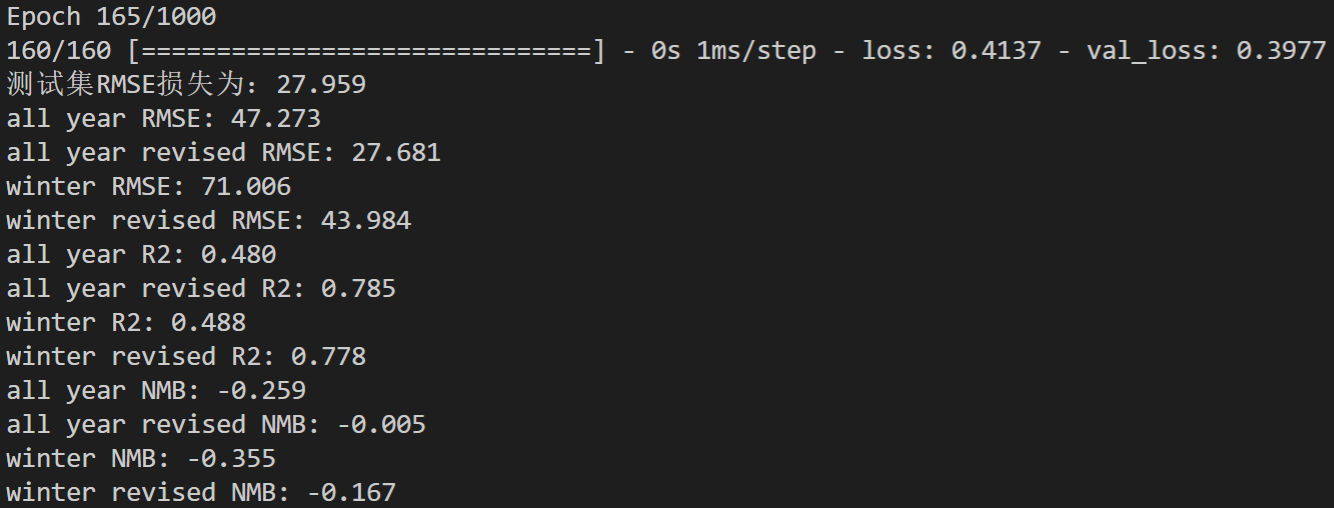 Epoch 165/1000
160/160 [==============================] - 0s 1ms/step - loss: 0.4137 - val_loss: 0.3977
测试集RMSE损失为：27.959
all year RMSE: 47.273
all year revised RMSE: 27.681
winter RMSE: 71.006
winter revised RMSE: 43.984
all year R2: 0.480
all year revised R2: 0.785
winter R2: 0.488
winter revised R2: 0.778
all year NMB: -0.259
all year revised NMB: -0.005
winter NMB: -0.355
winter revised NMB: -0.167